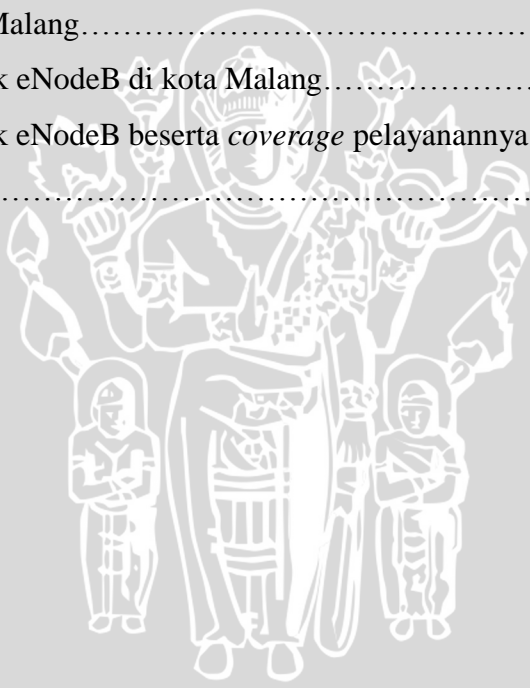 Malang……………………………………
k eNodeB di kota Malang…………………
k eNodeB beserta coverage pelayanannya
……………………………………………